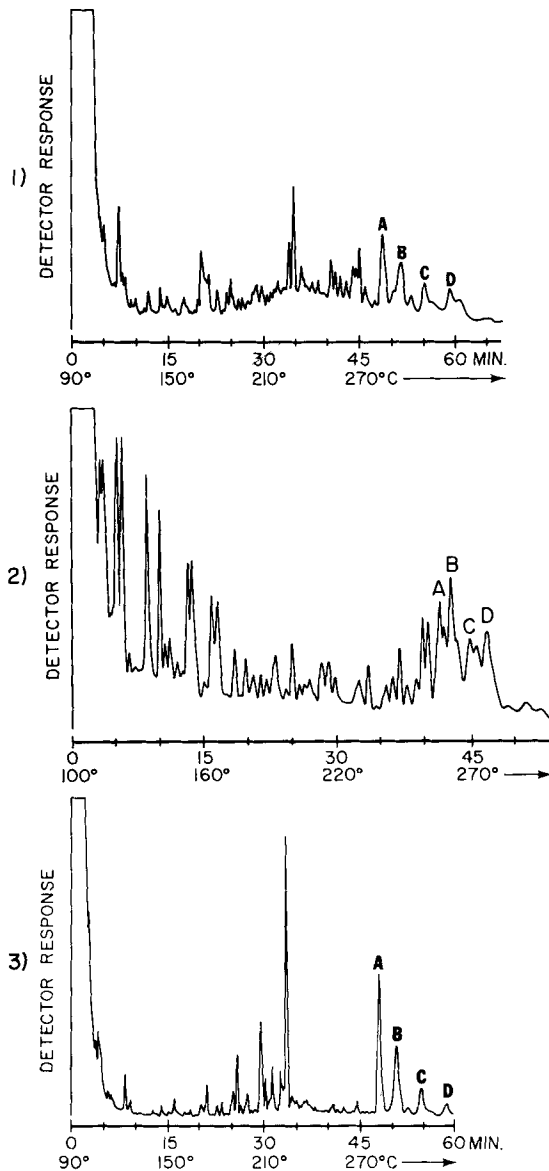 1)
DETECTOR RESPONSE
A
B
C
D
0 15 30 45 60 MIN.
90° 150° 210° 270°C
2)
DETECTOR RESPONSE
A
B
C
D
0 15 30 45
100° 160° 220° 270°
3)
DETECTOR RESPONSE
A
B
C
D
0 15 30 45 60 MIN.
90° 150° 210° 270°C